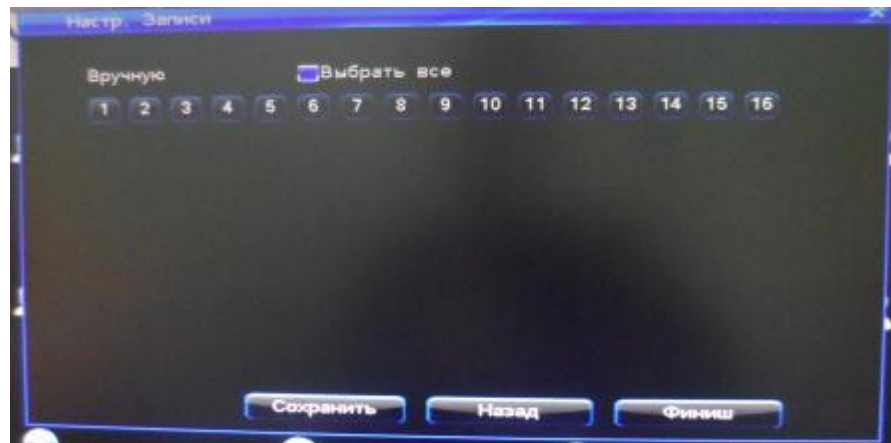 Настр. Записи
Вручную Выбрать все
1 2 3 4 5 6 7 8 9 10 11 12 13 14 15 16
Сохранить Назад Финиш